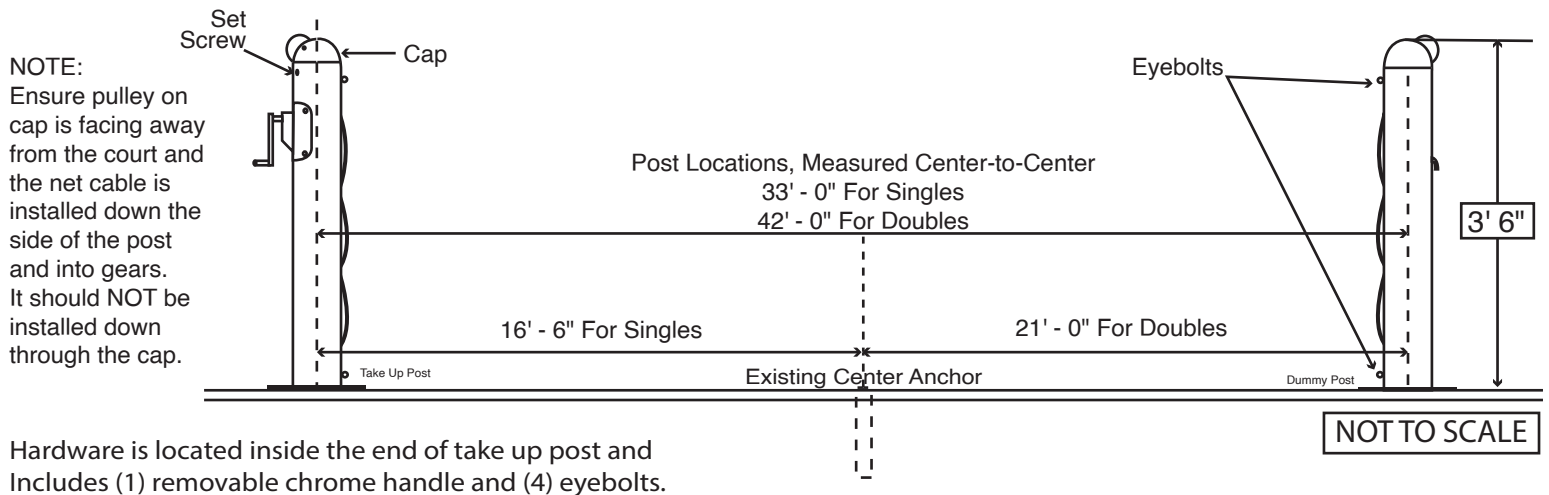 Set
Screw
Cap
NOTE:
Ensure pulley on
cap is facing away
from the court and
the net cable is
installed down the
side of the post
and into gears.
It should NOT be
installed down
through the cap.
Eyebolts
Post Locations, Measured Center-to-Center
33' - 0" For Singles
42' - 0" For Doubles
3' 6"
16' - 6" For Singles
21' - 0" For Doubles
Take Up Post
Existing Center Anchor
Dummy Post
NOT TO SCALE
Hardware is located inside the end of take up post and
Includes (1) removable chrome handle and (4) eyebolts.